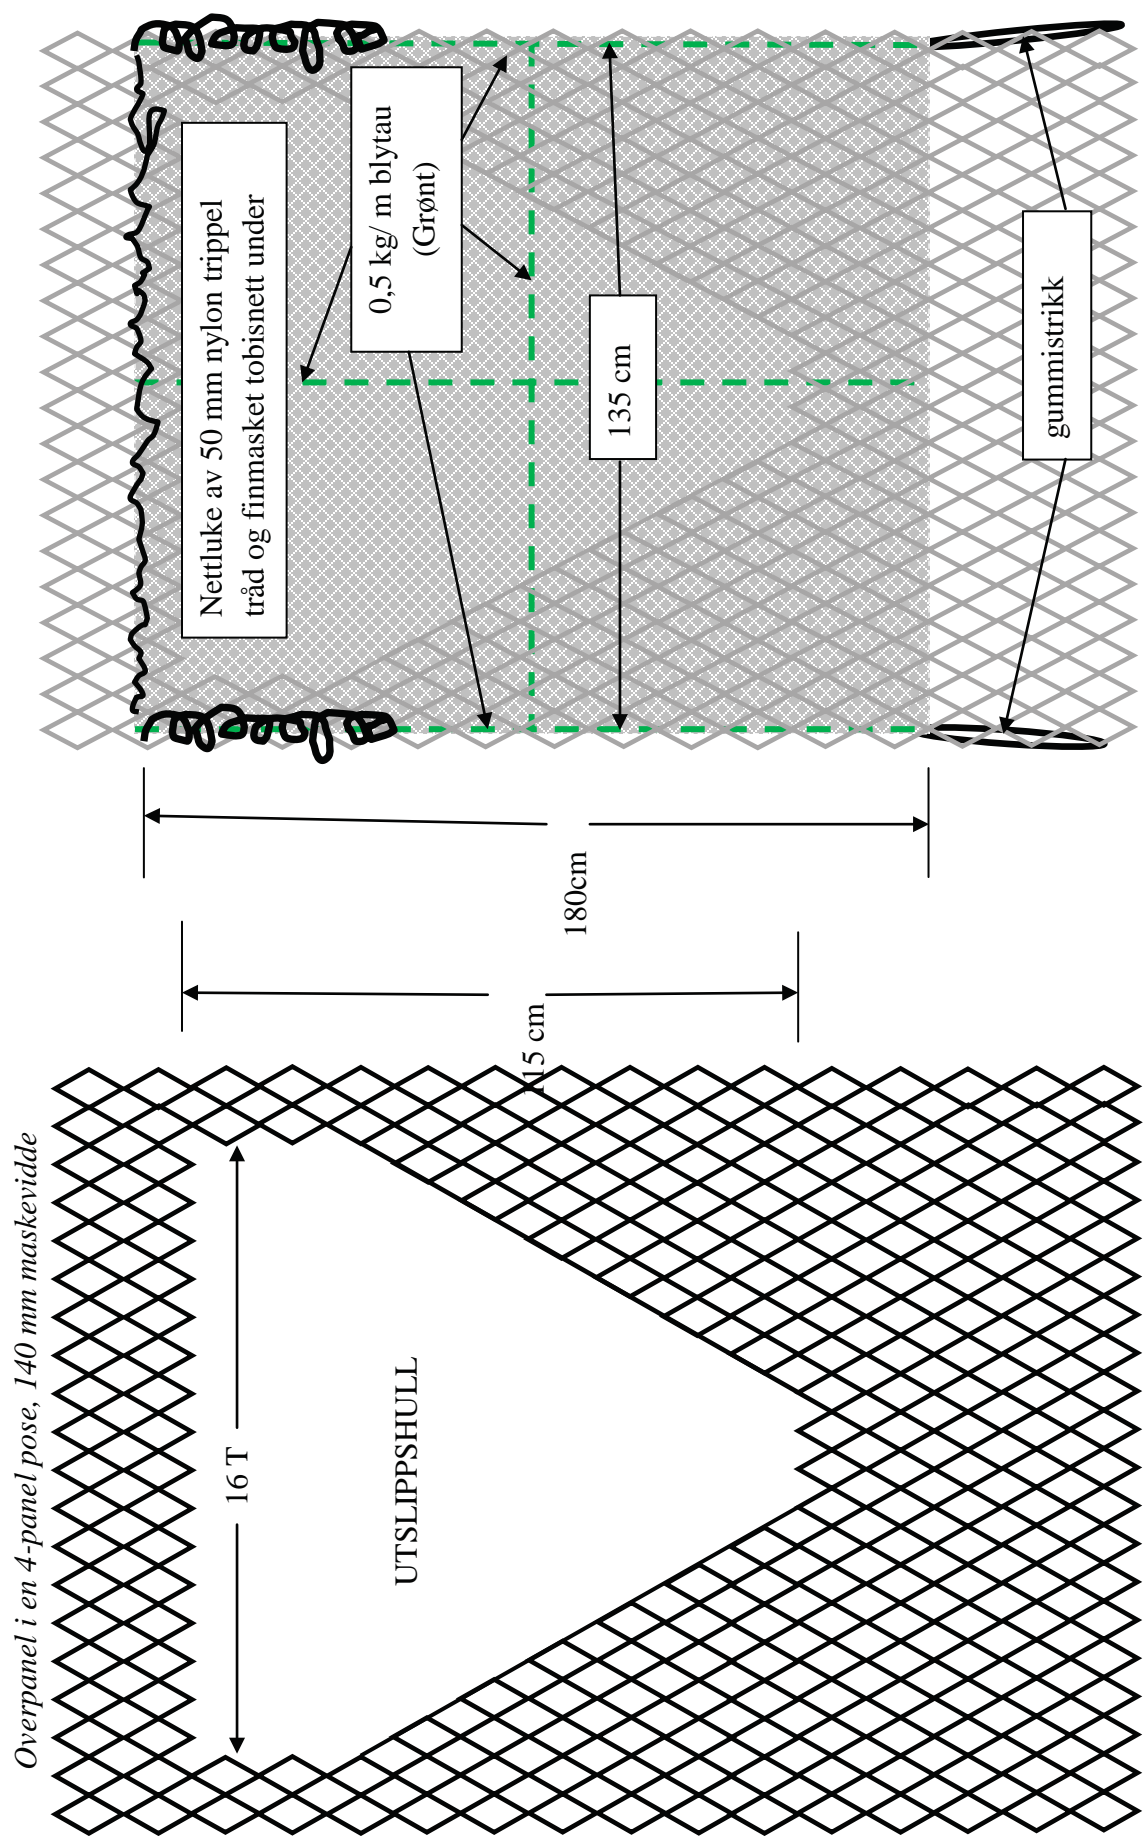 Overpanel i en 4-panel pose, 140 mm maskevidde
16 T
UTSLIPPSHULL
115 cm
180cm
Nettluke av 50 mm nylon trippel
tråd og finmasket tobisnett under
0,5 kg/ m blytau
(Grønt)
135 cm
gummistrikk